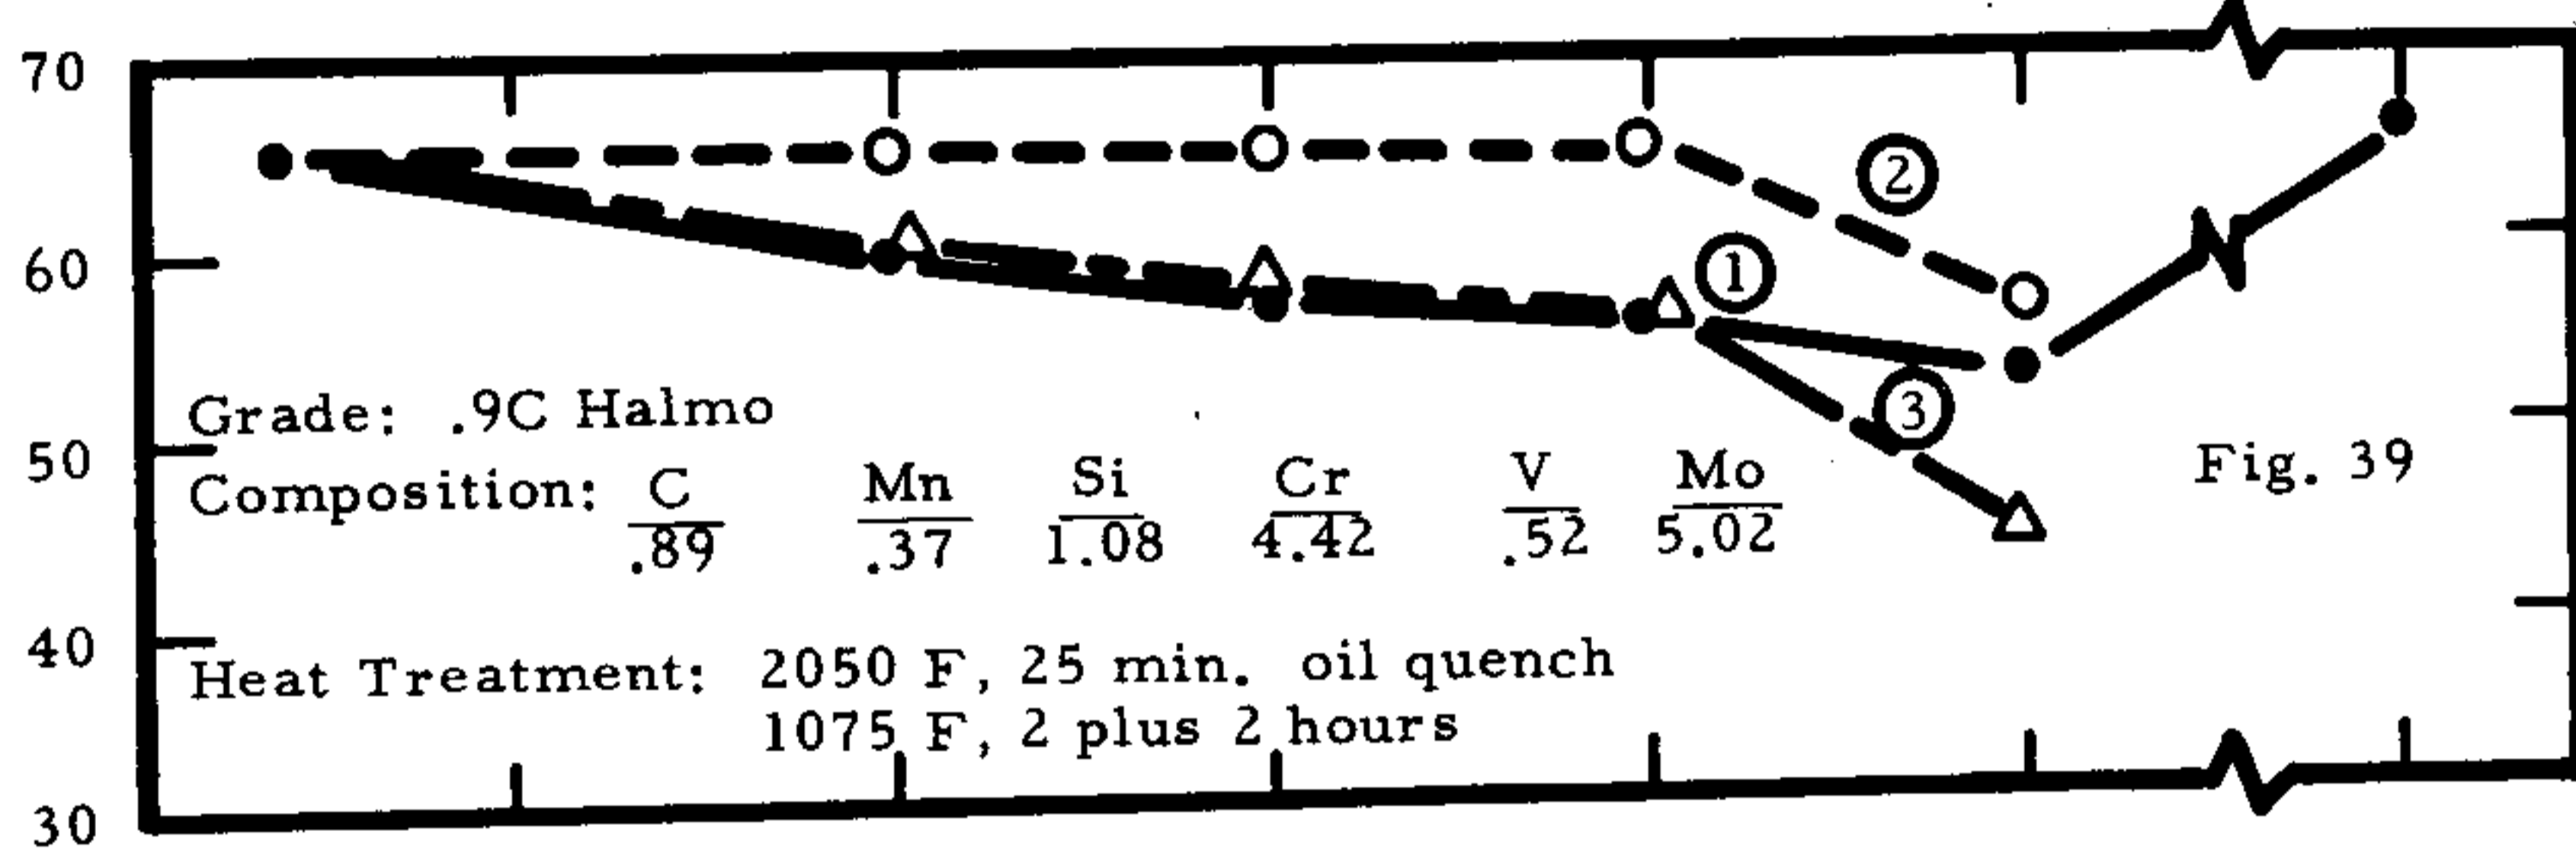 70
②
60
①
Grade: .9C Halmo
③
50
Fig. 39
Composition: C Mn Si Cr V Mo
.89 .37 1.08 4.42 .52 5.02
40
Heat Treatment: 2050 F, 25 min. oil quench
1075 F, 2 plus 2 hours
30